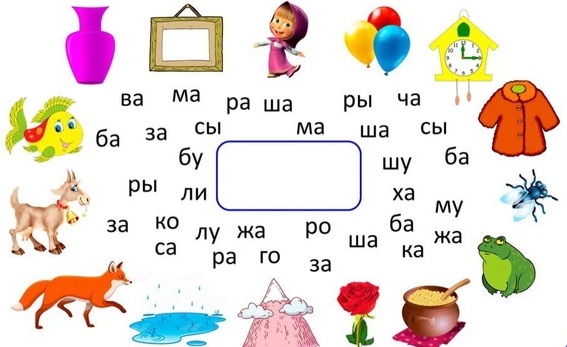 ва ма ра ша ры ча
ба за сы ма ша сы
бу шу ба
ры ли ха му
за ко лу жа ро ша ба жа
са ра го за ка